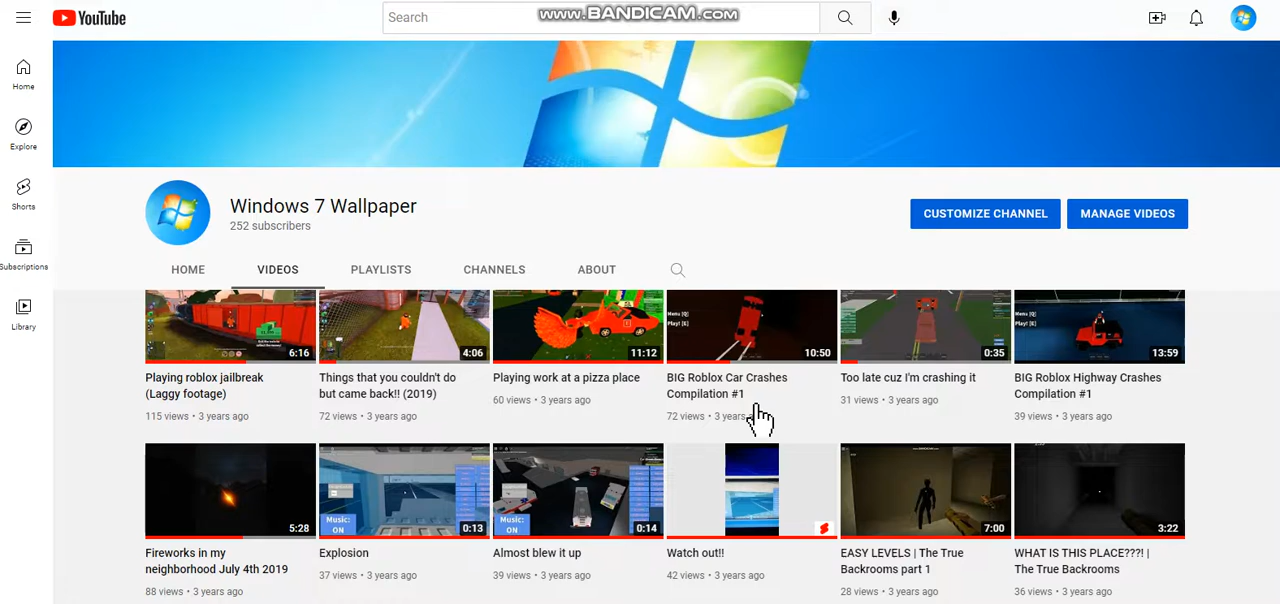 YouTube
Search
www.BANDICAM.com
Home
Explore
Shorts
Subscriptions
Library
Windows 7 Wallpaper
252 subscribers
CUSTOMIZE CHANNEL
MANAGE VIDEOS
HOME
VIDEOS
PLAYLISTS
CHANNELS
ABOUT
6:16
4:06
11:12
Menu [M]
Play! [E]
10:50
0:35
Menu [M]
Play! [E]
13:59
Playing roblox jailbreak
(Laggy footage)
115 views • 3 years ago
Things that you couldn't do
but came back!! (2019)
72 views • 3 years ago
Playing work at a pizza place
60 views • 3 years ago
BIG Roblox Car Crashes
Compilation #1
72 views • 3 years
Too late cuz I'm crashing it
31 views • 3 years ago
BIG Roblox Highway Crashes
Compilation #1
39 views • 3 years ago
5:28
Music:
ON
0:13
Music:
ON
0:14
7:00
3:22
Fireworks in my
neighborhood July 4th 2019
88 views • 3 years ago
Explosion
37 views • 3 years ago
Almost blew it up
39 views • 3 years ago
Watch out!!
42 views • 3 years ago
EASY LEVELS | The True
Backrooms part 1
28 views • 3 years ago
WHAT IS THIS PLACE???! |
The True Backrooms
36 views • 3 years ago